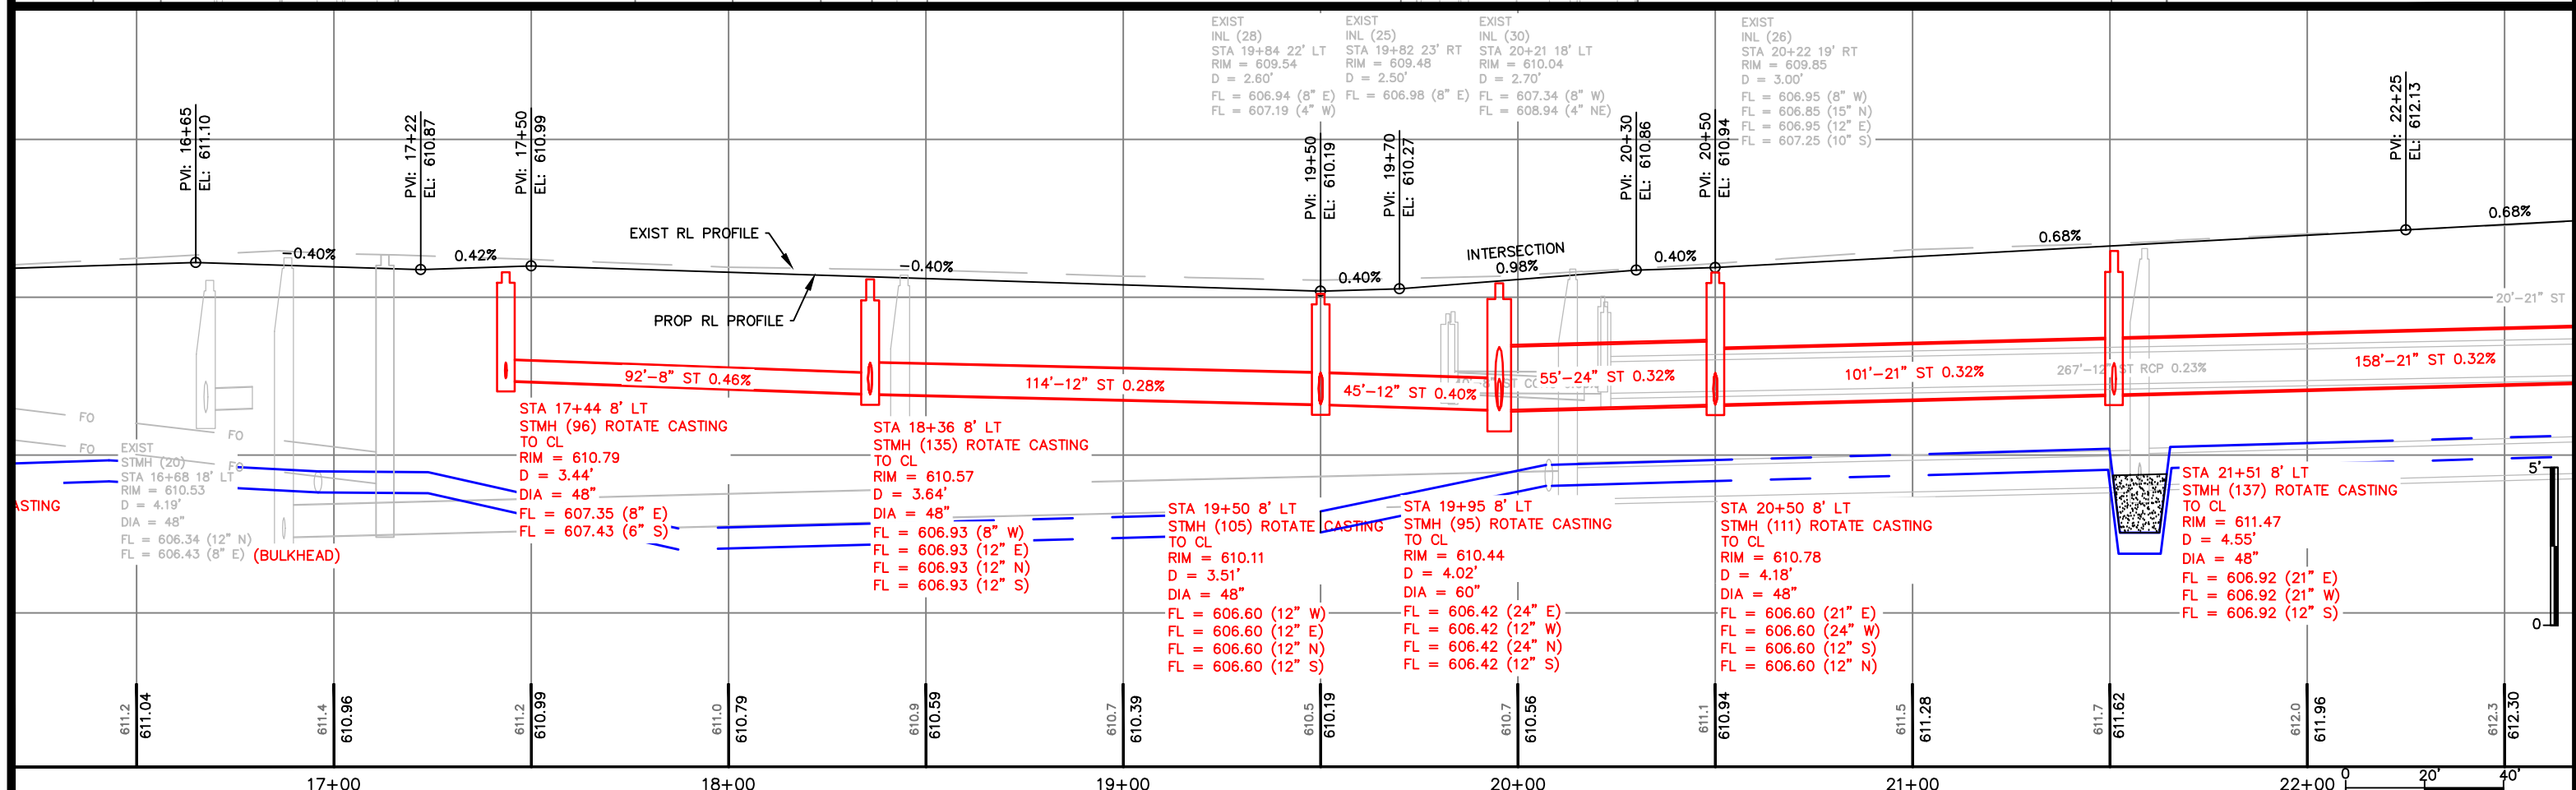 EXIST
INL (28)
STA 19+84 22' LT
RIM = 609.54
D = 2.60'
FL = 606.94 (8" E)
FL = 607.19 (4" W)
EXIST
INL (25)
STA 19+82 23' RT
RIM = 609.48
D = 2.50'
FL = 606.98 (8" E)
EXIST
INL (30)
STA 20+21 18' LT
RIM = 610.04
D = 2.70'
FL = 607.34 (8" W)
FL = 608.94 (4" NE)
EXIST
INL (26)
STA 20+22 19' RT
RIM = 609.85
D = 3.00'
FL = 606.95 (8" W)
FL = 606.85 (15" N)
FL = 606.95 (12" E)
FL = 607.25 (10" S)
PVI: 16+65
EL: 611.10
PVI: 17+22
EL: 610.87
PVI: 17+50
EL: 610.99
PVI: 19+50
EL: 610.19
PVI: 19+70
EL: 610.27
PVI: 20+30
EL: 610.86
PVI: 20+50
EL: 610.94
PVI: 22+25
EL: 612.13
-0.40%
0.42%
EXIST RL PROFILE
-0.40%
PROP RL PROFILE
0.40%
INTERSECTION
0.98%
0.40%
0.68%
0.68%
20'-21" ST
92'-8" ST 0.46%
114'-12" ST 0.28%
45'-12" ST 0.40%
55'-24" ST 0.32%
101'-21" ST 0.32%
267'-12" ST RCP 0.23%
158'-21" ST 0.32%
FO
FO
FO
FO
ASTING
EXIST
STMH (20)
STA 16+68 18' LT
RIM = 610.53
D = 4.19'
DIA = 48"
FL = 606.34 (12" N)
FL = 606.43 (8" E) (BULKHEAD)
STA 17+44 8' LT
STMH (96) ROTATE CASTING
TO CL
RIM = 610.79
D = 3.44'
DIA = 48"
FL = 607.35 (8" E)
FL = 607.43 (6" S)
STA 18+36 8' LT
STMH (135) ROTATE CASTING
TO CL
RIM = 610.57
D = 3.64'
DIA = 48"
FL = 606.93 (8" W)
FL = 606.93 (12" E)
FL = 606.93 (12" N)
FL = 606.93 (12" S)
STA 19+50 8' LT
STMH (105) ROTATE CASTING
TO CL
RIM = 610.11
D = 3.51'
DIA = 48"
FL = 606.60 (12" W)
FL = 606.60 (12" E)
FL = 606.60 (12" N)
FL = 606.60 (12" S)
STA 19+95 8' LT
STMH (95) ROTATE CASTING
TO CL
RIM = 610.44
D = 4.02'
DIA = 60"
FL = 606.42 (24" E)
FL = 606.42 (12" W)
FL = 606.42 (24" N)
FL = 606.42 (12" S)
STA 20+50 8' LT
STMH (111) ROTATE CASTING
TO CL
RIM = 610.78
D = 4.18'
DIA = 48"
FL = 606.60 (21" E)
FL = 606.60 (24" W)
FL = 606.60 (12" S)
FL = 606.60 (12" N)
STA 21+51 8' LT
STMH (137) ROTATE CASTING
TO CL
RIM = 611.47
D = 4.55'
DIA = 48"
FL = 606.92 (21" E)
FL = 606.92 (21" W)
FL = 606.92 (12" S)
5'
0
611.2
611.04
611.4
610.96
611.2
610.99
611.0
610.79
610.9
610.59
610.7
610.39
610.5
610.19
610.7
610.56
611.1
610.94
611.5
611.28
611.7
611.62
612.0
611.96
612.3
612.30
17+00
18+00
19+00
20+00
21+00
22+00
0
20'
40'